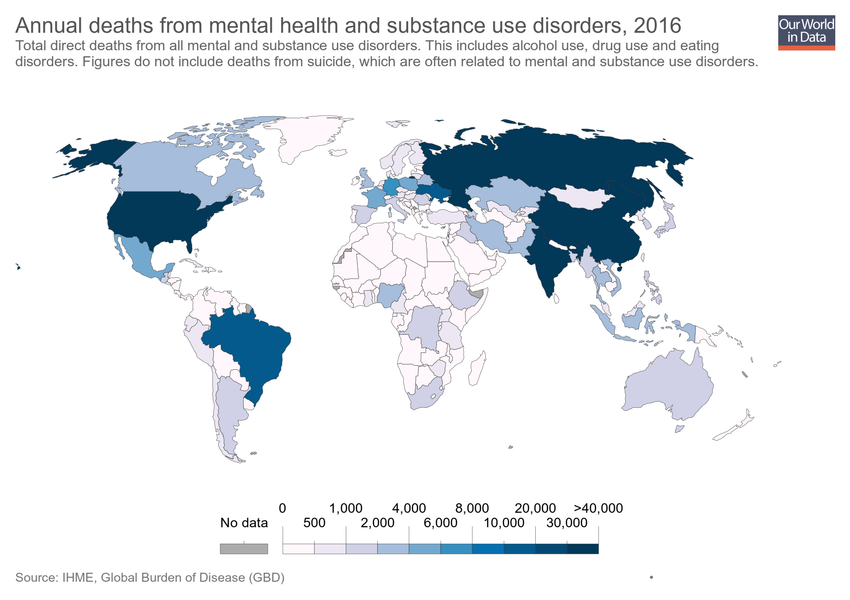 Annual deaths from mental health and substance use disorders, 2016
Our World
in Data
Total direct deaths from all mental and substance use disorders. This includes alcohol use, drug use and eating
disorders. Figures do not include deaths from suicide, which are often related to mental and substance use disorders.
0 1,000 4,000 8,000 20,000 >40,000
No data 500 2,000 6,000 10,000 30,000
Source: IHME, Global Burden of Disease (GBD)